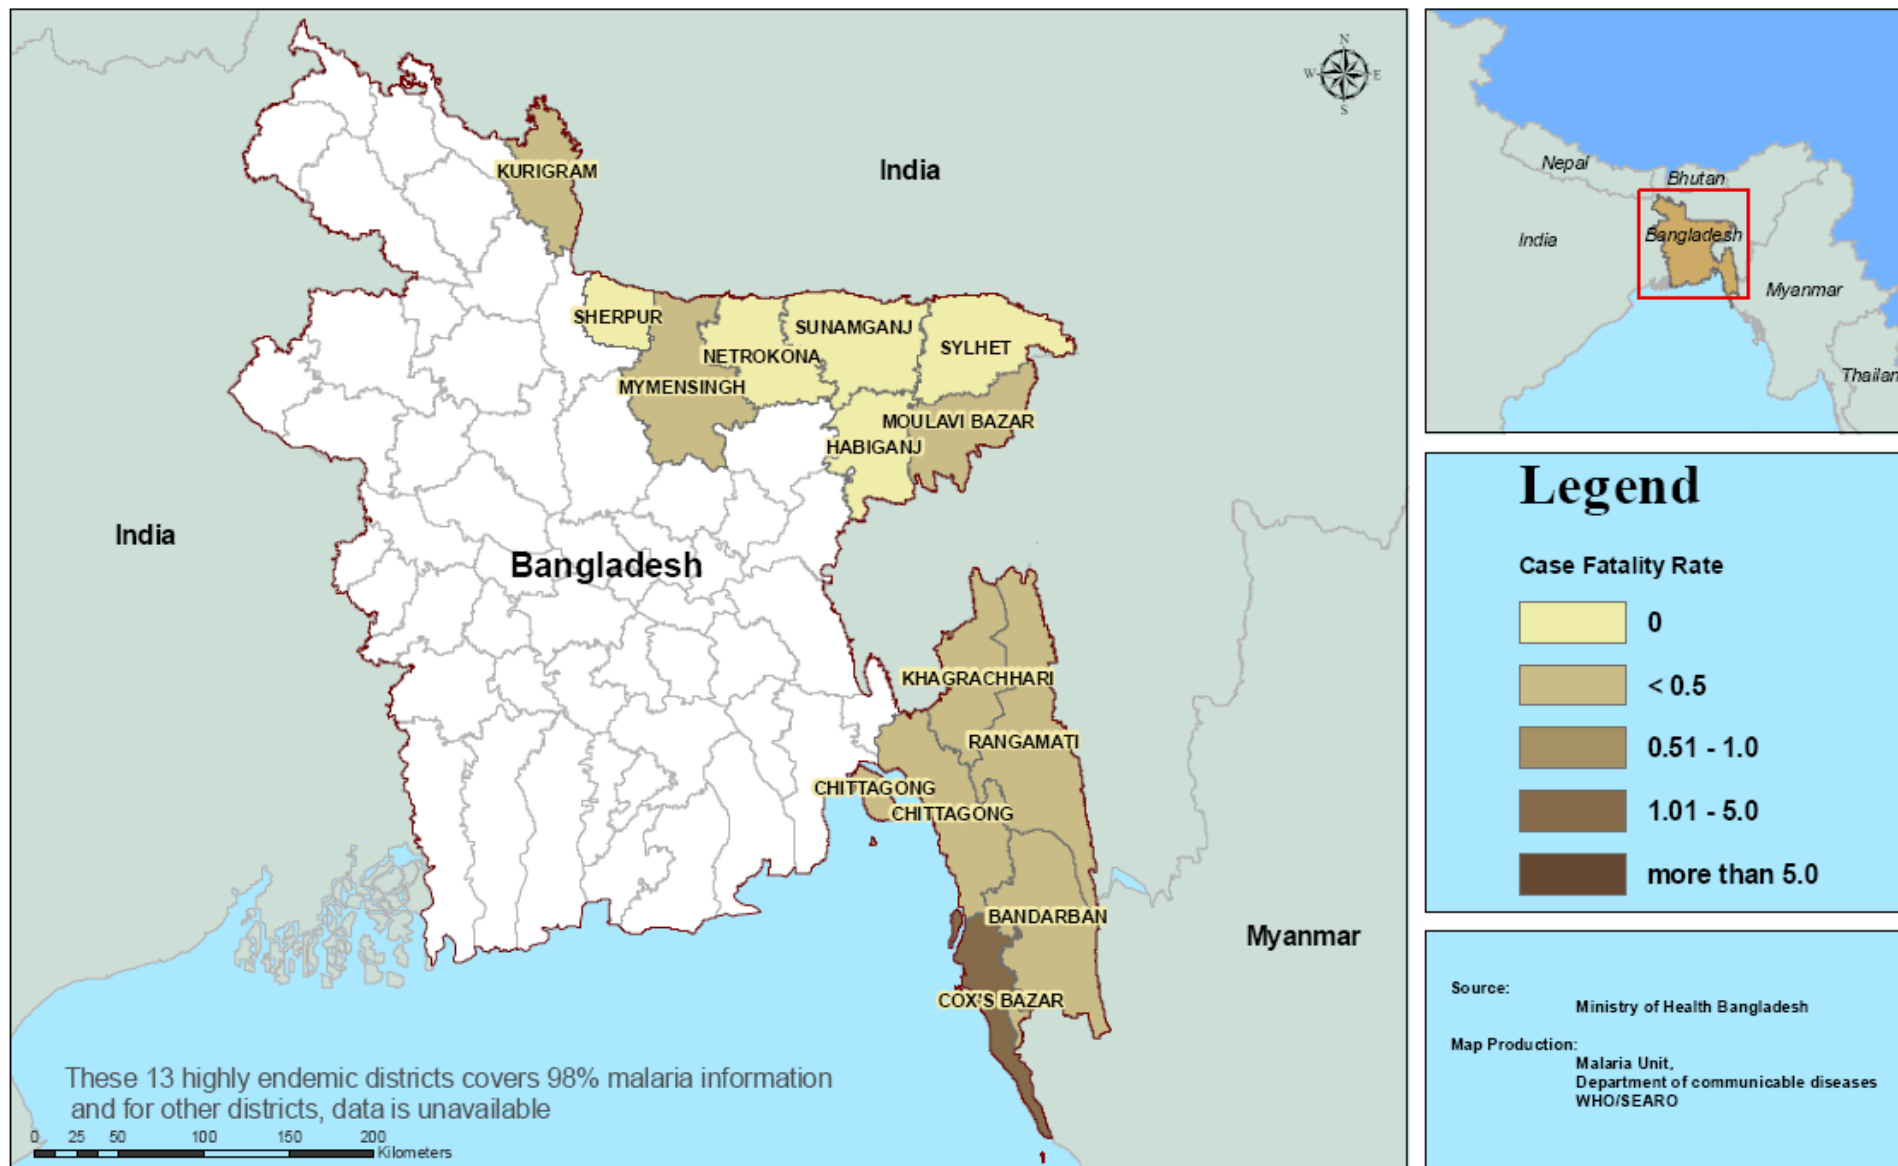 N
W
E
S
KURIGRAM
India
SHERPUR
SUNAMGANJ
NETROKONA
SYLHET
MYMENSINGH
MOULAVI BAZAR
HABIGANJ
India
Bangladesh
KHAGRACHHARI
RANGAMATI
CHITTAGONG
CHITTAGONG
BANDARBAN
Myanmar
COX'S BAZAR
These 13 highly endemic districts covers 98% malaria information
and for other districts, data is unavailable
0 25 50 100 150 200
Kilometers
Nepal
Bhutan
India
Bangladesh
Myanmar
Thailan
Legend
Case Fatality Rate
0
< 0.5
0.51 - 1.0
1.01 - 5.0
more than 5.0
Source:
Ministry of Health Bangladesh
Map Production:
Malaria Unit,
Department of communicable diseases
WHO/SEARO